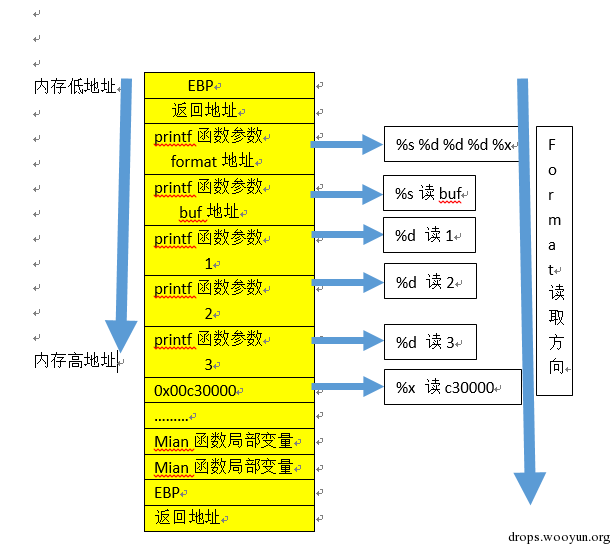 内存低地址
EBP
返回地址
printf 函数参数
format 地址
%s %d %d %d %x
printf 函数参数
buf 地址
%s 读 buf
printf 函数参数
1
%d 读 1
printf 函数参数
2
%d 读 2
printf 函数参数
3
%d 读 3
内存高地址
0x00c30000
%x 读 c30000
………
Mian 函数局部变量
Mian 函数局部变量
EBP
返回地址
Format读取方向
drops.wooyun.org